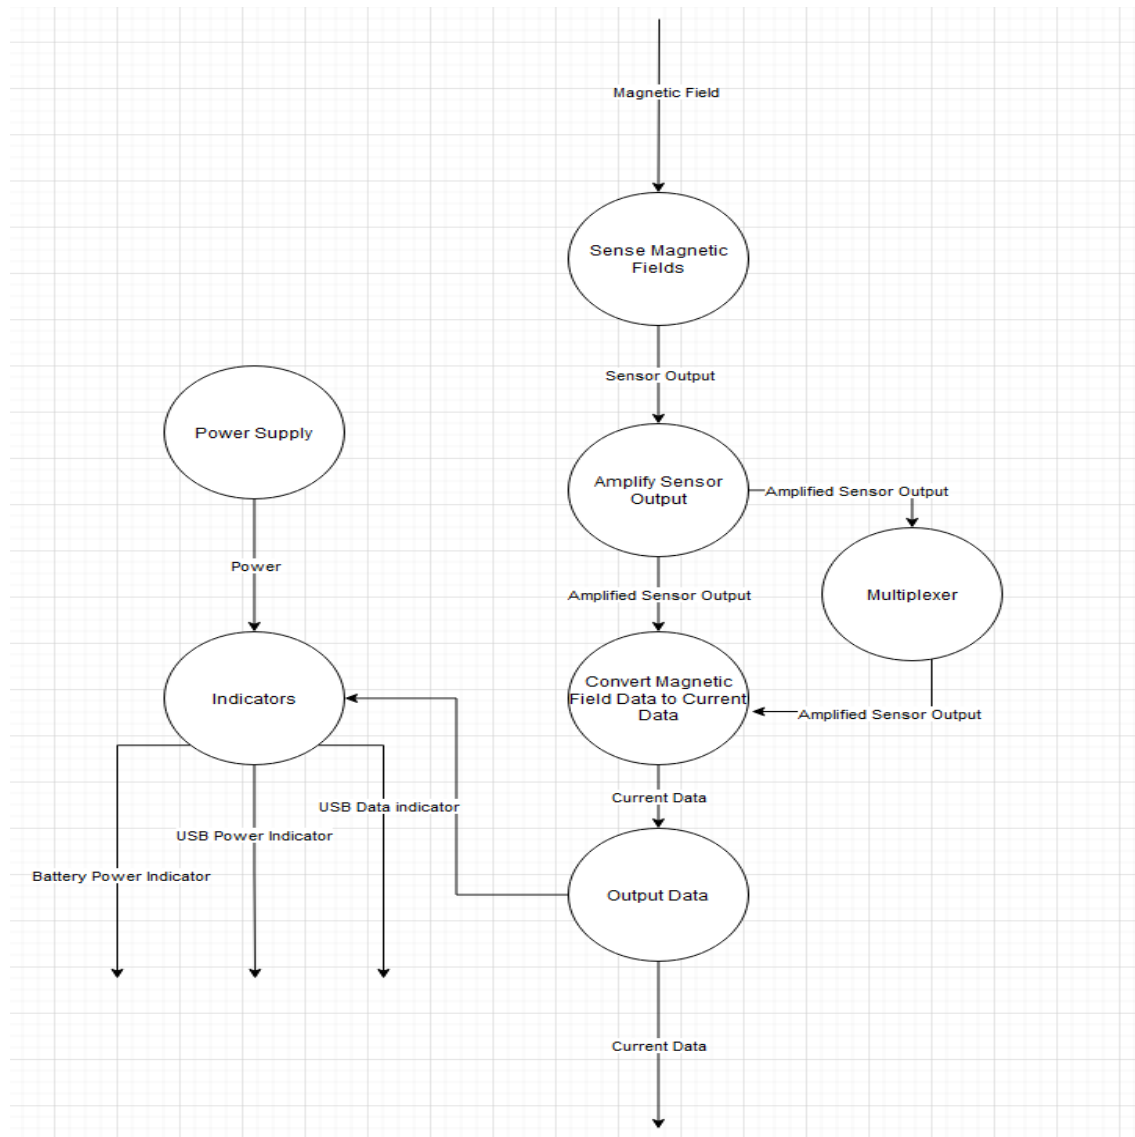 Magnetic Field
Sense Magnetic
Fields
Sensor Output
Power Supply
Amplify Sensor
Output
Amplified Sensor Output
Power
Amplified Sensor Output
Multiplexer
Indicators
Convert Magnetic
Field Data to Current
Data
Amplified Sensor Output
Current Data
USB Data indicator
USB Power Indicator
Battery Power Indicator
Output Data
Current Data